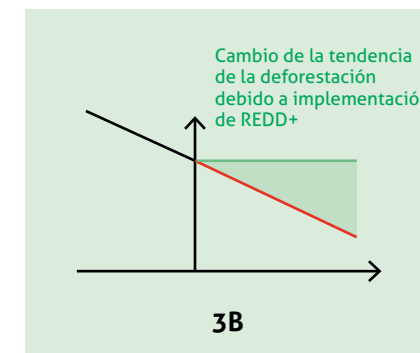 Cambio de la tendencia
de la deforestación
debido a implementació
de REDD+
3B